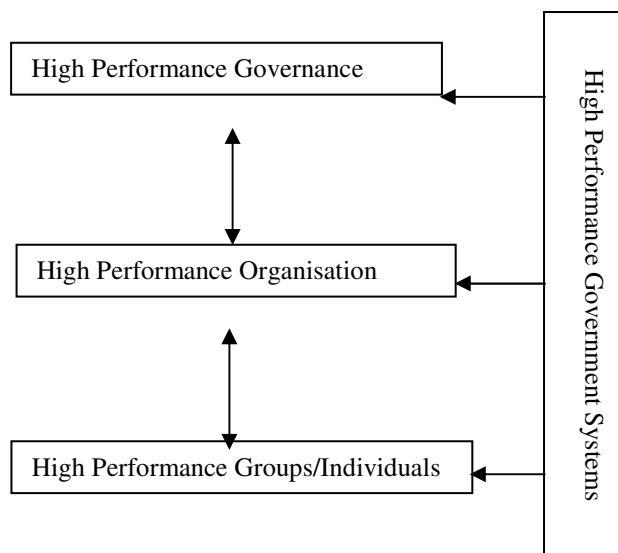 High Performance Governance
High Performance Organisation
High Performance Groups/Individuals
High Performance Government Systems